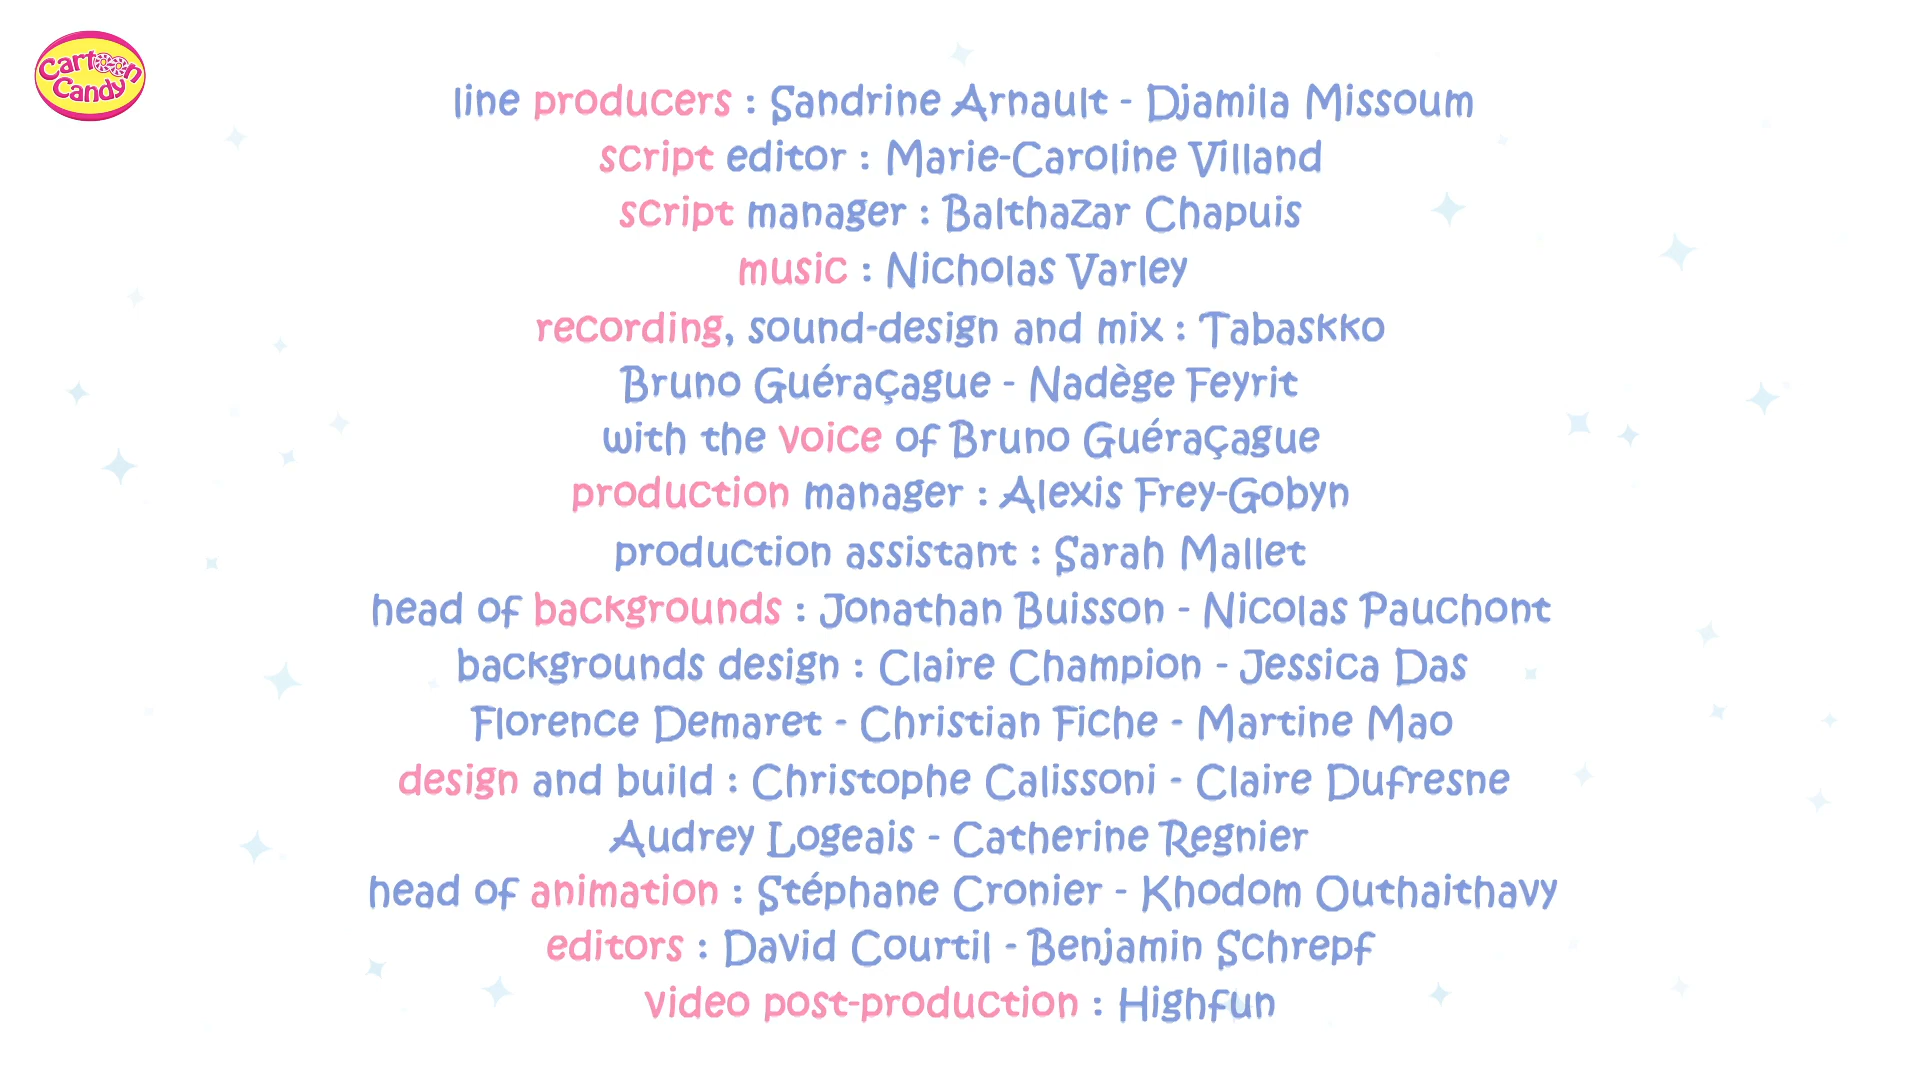 Cartoon
Candy
line producers : Sandrine Arnault - Djamila Missoum
script editor : Marie-Caroline Villand
script manager : Balthazar Chapuis
music : Nicholas Varley
recording, sound-design and mix : Tabaskko
Bruno Guéraçague - Nadège Feyrit
with the voice of Bruno Guéraçague
production manager : Alexis Frey-Gobyn
production assistant : Sarah Mallet
head of backgrounds : Jonathan Buisson - Nicolas Pauchont
backgrounds design : Claire Champion - Jessica Das
Florence Demaret - Christian Fiche - Martine Mao
design and build : Christophe Calissoni - Claire Dufresne
Audrey Logeais - Catherine Regnier
head of animation : Stéphane Cronier - Khodom Outhaithavy
editors : David Courtil - Benjamin Schrepf
video post-production : Highfun